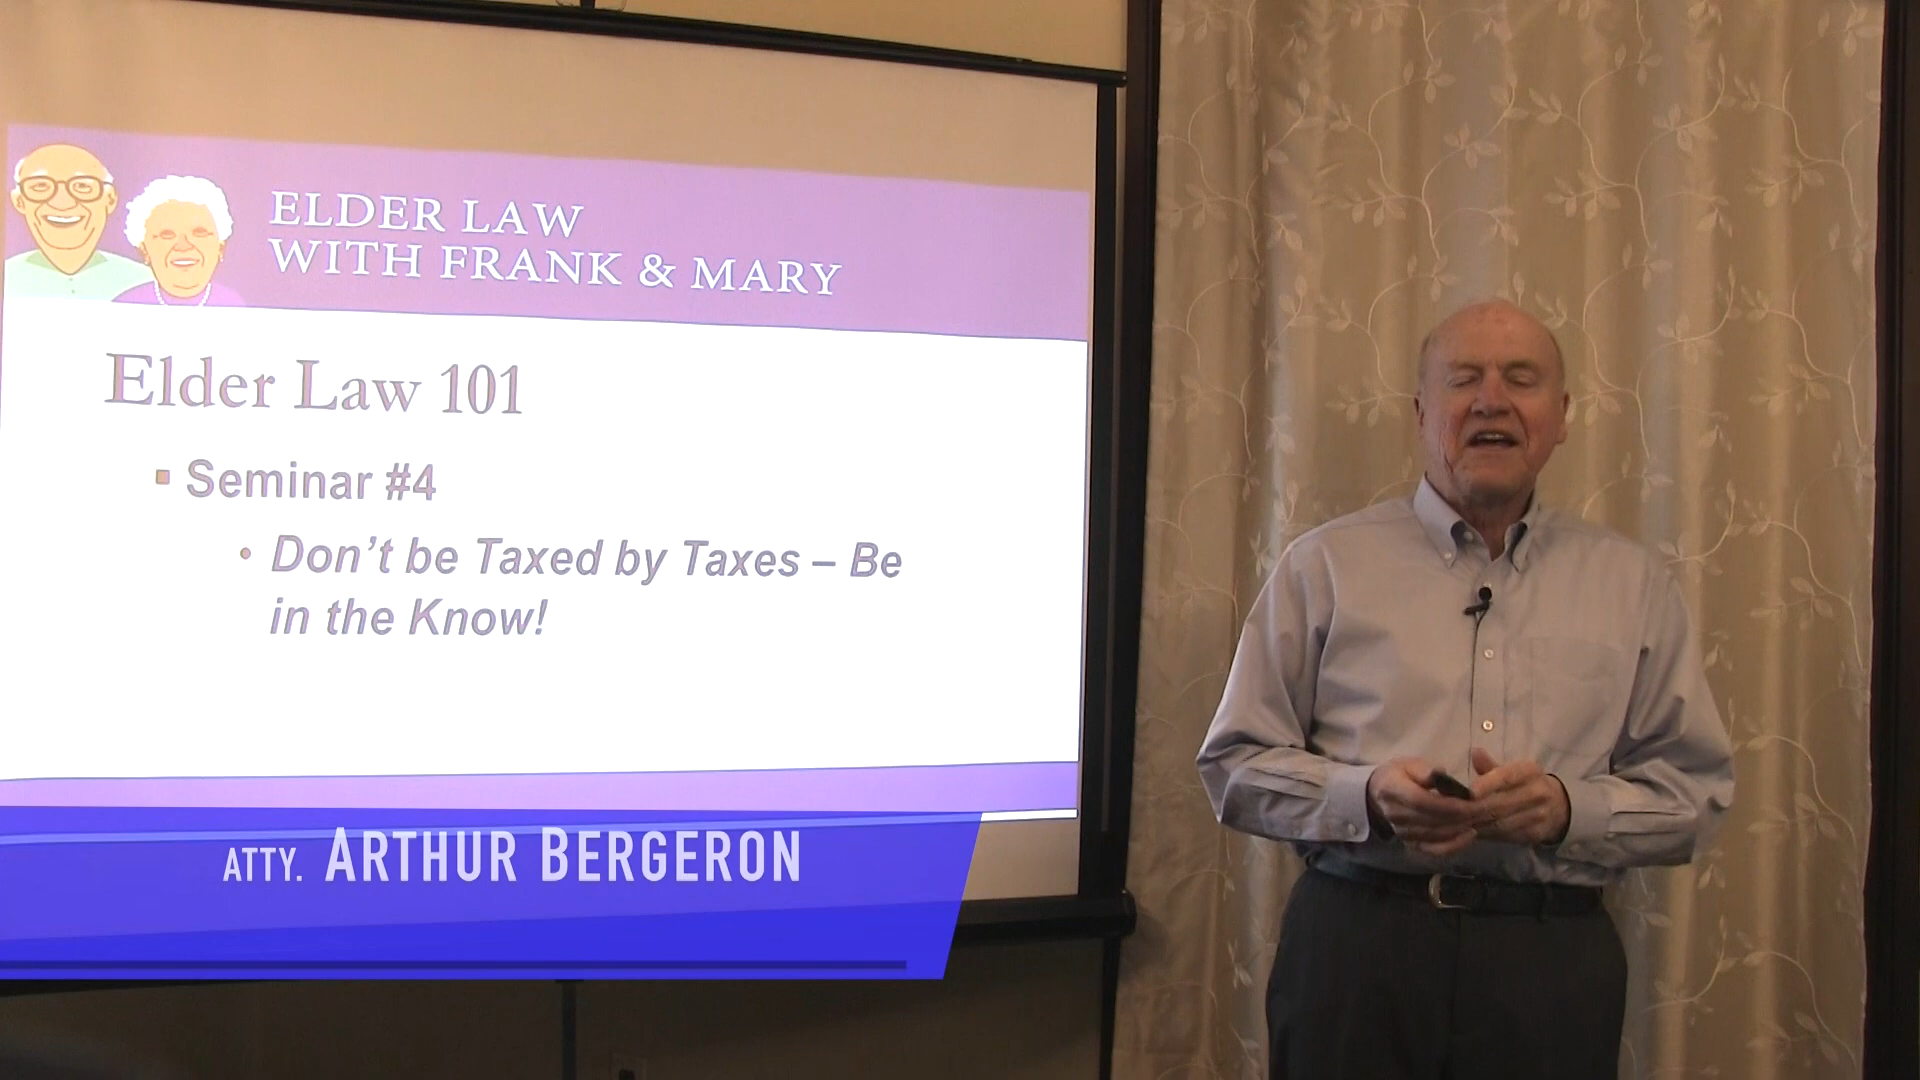 ELDER LAW
WITH FRANK & MARY
Elder Law 101
▪ Seminar #4
• Don't be Taxed by Taxes – Be
in the Know!
ATTY. ARTHUR BERGERON